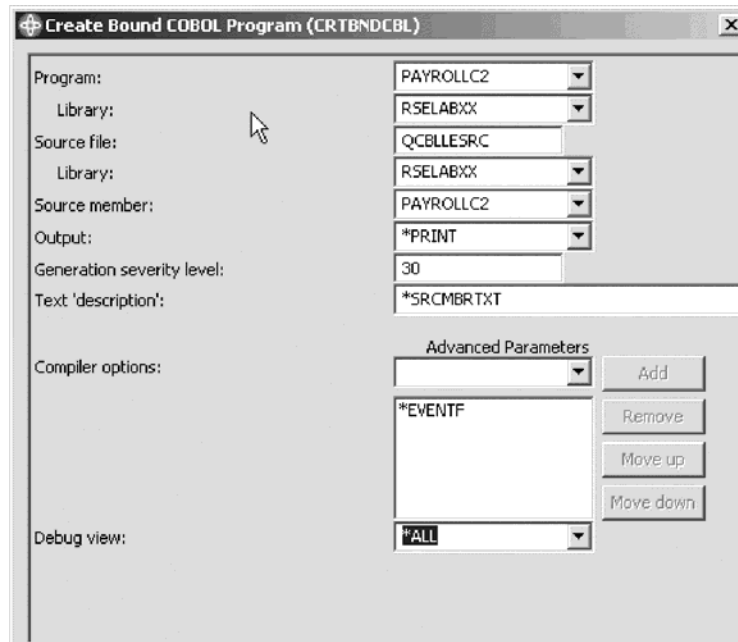 Create Bound COBOL Program (CRTBNDCBL)
Program: PAYROLLC2
Library: RSELABXX
Source file: QCBLLESRC
Library: RSELABXX
Source member: PAYROLLC2
Output: *PRINT
Generation severity level: 30
Text 'description': *SRCMBRTXT
Advanced Parameters
Compiler options: Add
*EVENTF Remove
Move up
Move down
Debug view: *ALL